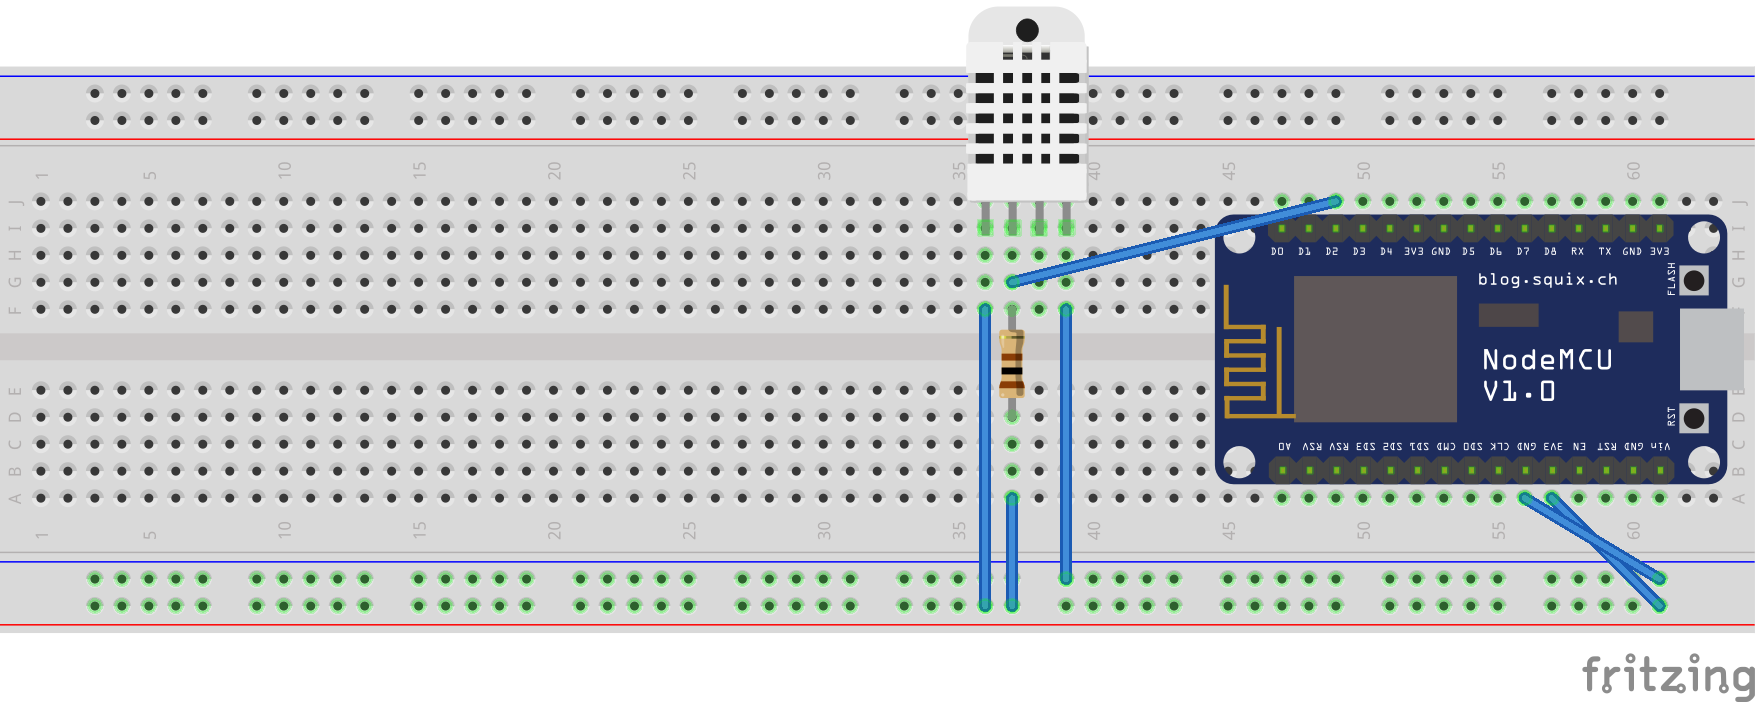 1 5 10 15 20 25 30 35 40 45 50 55 60
J J
I I
H H
G G
F
D0 D1 D2 D3 D4 3V3 GND D5 D6 D7 D8 RX TX GND 3V3
blog.squix.ch
FLASH
NodeMCU
V1.0
RST
E E
D D
C C
B B
A A
A0 RSV RSV SD3 SD2 SD1 CMD SD0 CLK GND 3V3 EN RST GND Vin
1 5 10 15 20 25 30 35 40 45 50 55 60
fritzing